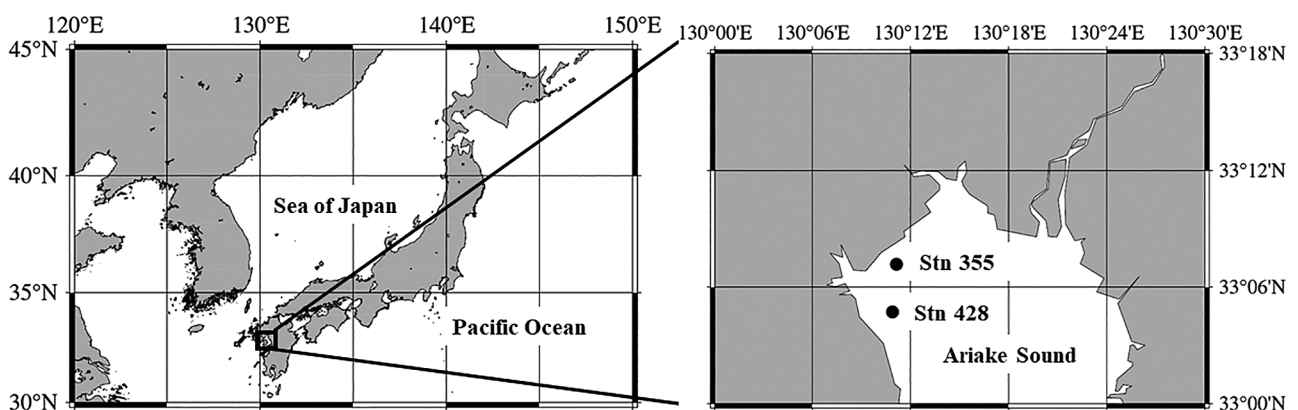 120°E 130°E 140°E 150°E
45°N
40°N
35°N
30°N
Sea of Japan
Pacific Ocean
130°00'E 130°06'E 130°12'E 130°18'E 130°24'E 130°30'E
33°18'N
33°12'N
33°06'N
33°00'N
Stn 355
Stn 428
Ariake Sound